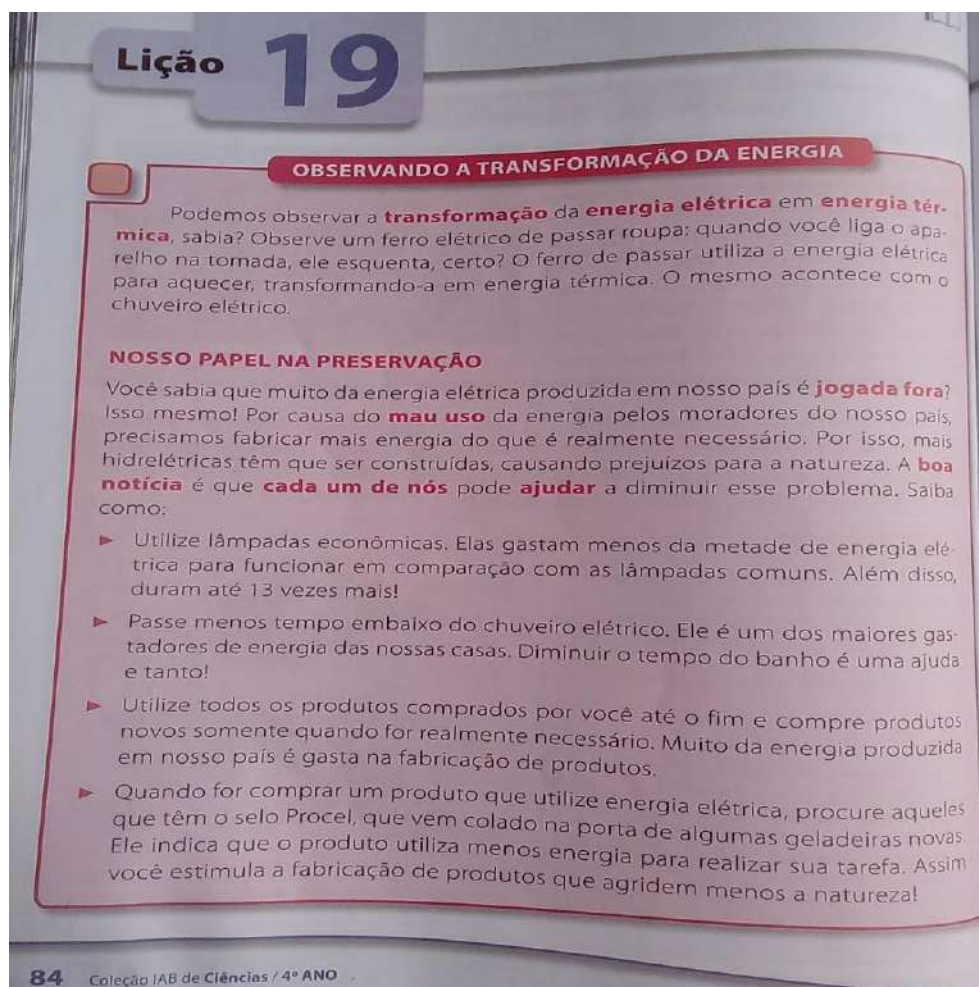 Lição 19
OBSERVANDO A TRANSFORMAÇÃO DA ENERGIA
Podemos observar a transformação da energia elétrica em energia tér-
mica, sabia? Observe um ferro elétrico de passar roupa: quando você liga o apa-
relho na tomada, ele esquenta, certo? O ferro de passar utiliza a energia elétrica
para aquecer, transformando-a em energia térmica. O mesmo acontece com o
chuveiro elétrico.
NOSSO PAPEL NA PRESERVAÇÃO
Você sabia que muito da energia elétrica produzida em nosso país é jogada fora?
Isso mesmo! Por causa do mau uso da energia pelos moradores do nosso país,
precisamos fabricar mais energia do que é realmente necessário. Por isso, mais
hidrelétricas têm que ser construídas, causando prejuízos para a natureza. A boa
notícia é que cada um de nós pode ajudar a diminuir esse problema. Saiba
como:
► Utilize lâmpadas econômicas. Elas gastam menos da metade de energia elé-
trica para funcionar em comparação com as lâmpadas comuns. Além disso,
duram até 13 vezes mais!
► Passe menos tempo embaixo do chuveiro elétrico. Ele é um dos maiores gas-
tadores de energia das nossas casas. Diminuir o tempo do banho é uma ajuda
e tanto!
► Utilize todos os produtos comprados por você até o fim e compre produtos
novos somente quando for realmente necessário. Muito da energia produzida
em nosso país é gasta na fabricação de produtos.
► Quando for comprar um produto que utilize energia elétrica, procure aqueles
que têm o selo Procel, que vem colado na porta de algumas geladeiras novas.
Ele indica que o produto utiliza menos energia para realizar sua tarefa. Assim
você estimula a fabricação de produtos que agridem menos a natureza!
84 Coleção IAB de Ciências / 4º ANO